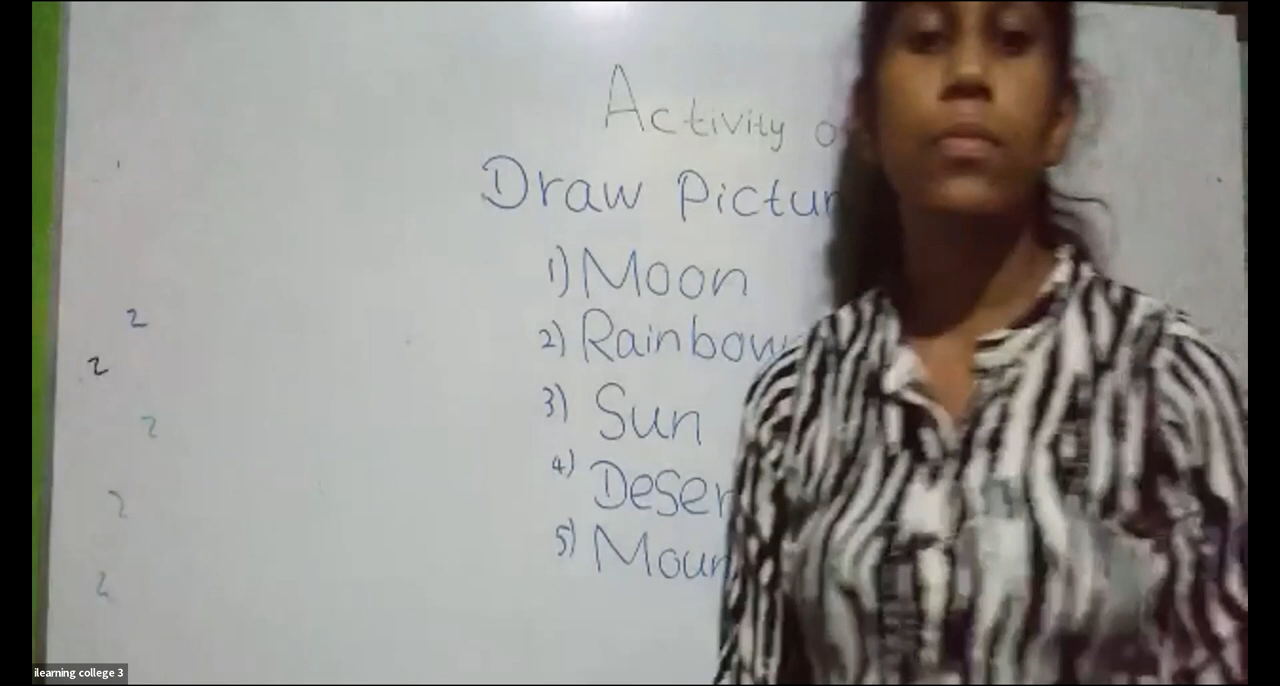 Activity
Draw Pictur
1) Moon
2) Rainbow
3) Sun
4) Deser
5) Moun
2
2
2
2
2
ilearning college 3